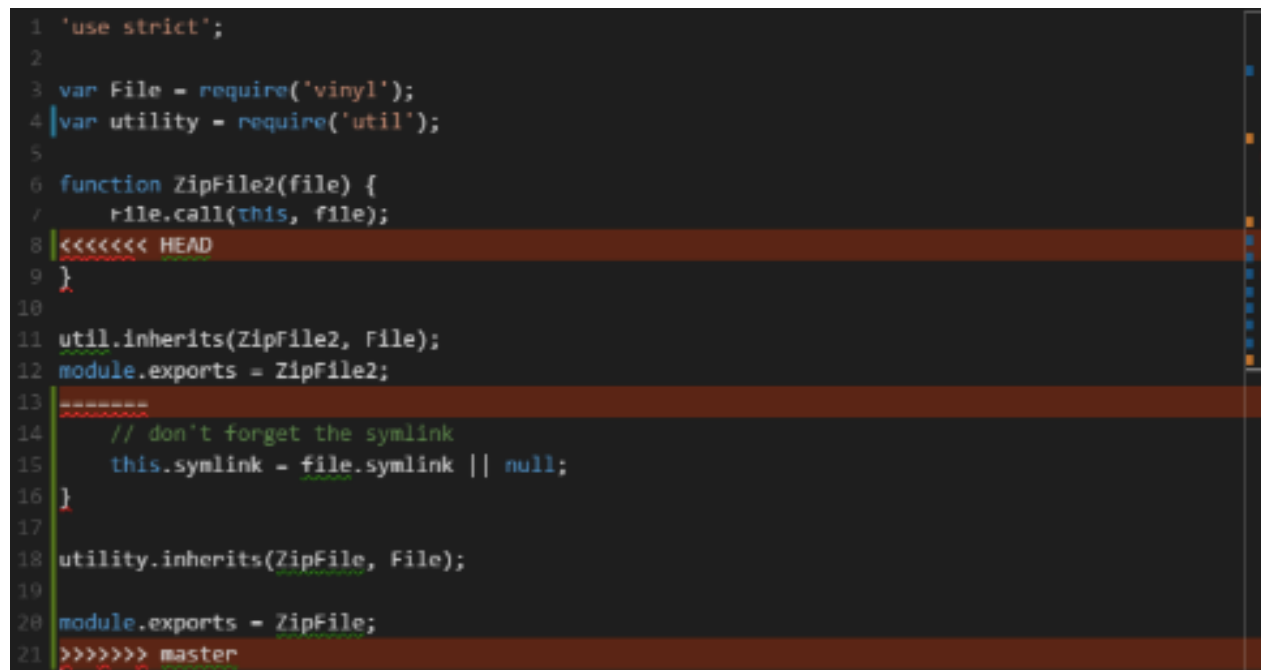 1 'use strict';
2
3 var File = require('vinyl');
4 var utility = require('util');
5
6 function ZipFile2(file) {
7     File.call(this, file);
8 <<<<<<< HEAD
9 }
10
11 util.inherits(ZipFile2, File);
12 module.exports = ZipFile2;
13 =======
14     // don't forget the symlink
15     this.symlink = file.symlink || null;
16 }
17
18 utility.inherits(ZipFile, File);
19
20 module.exports = ZipFile;
21 >>>>>>> master